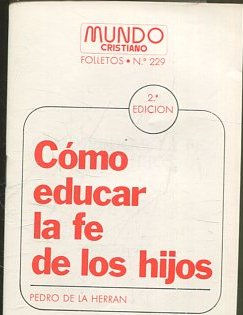 MUNDO
CRISTIANO
FOLLETOS • N.º 229
2.ª
EDICION
Cómo
educar
la fe
de los hijos
PEDRO DE LA HERRAN